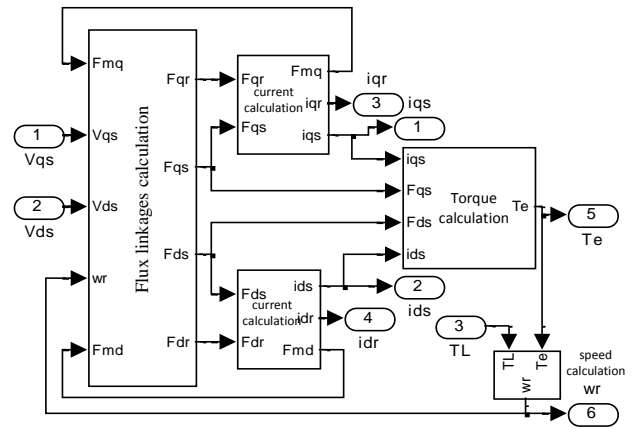 Fmq
Vqs
Vds
wr
Fmd
Flux linkages calculation
Fqr
Fqs
Fds
Fdr
1
Vqs
2
Vds
Fqr
Fqs
current
calculation
Fmq
iqr
iqs
iqr
3
iqs
1
Fds
Fdr
current
calculation
ids
idr
Fmd
2
ids
4
idr
iqs
Fqs
Fds
ids
Torque
calculation
Te
5
Te
3
TL
TL
Te
wr
speed
calculation
wr
6